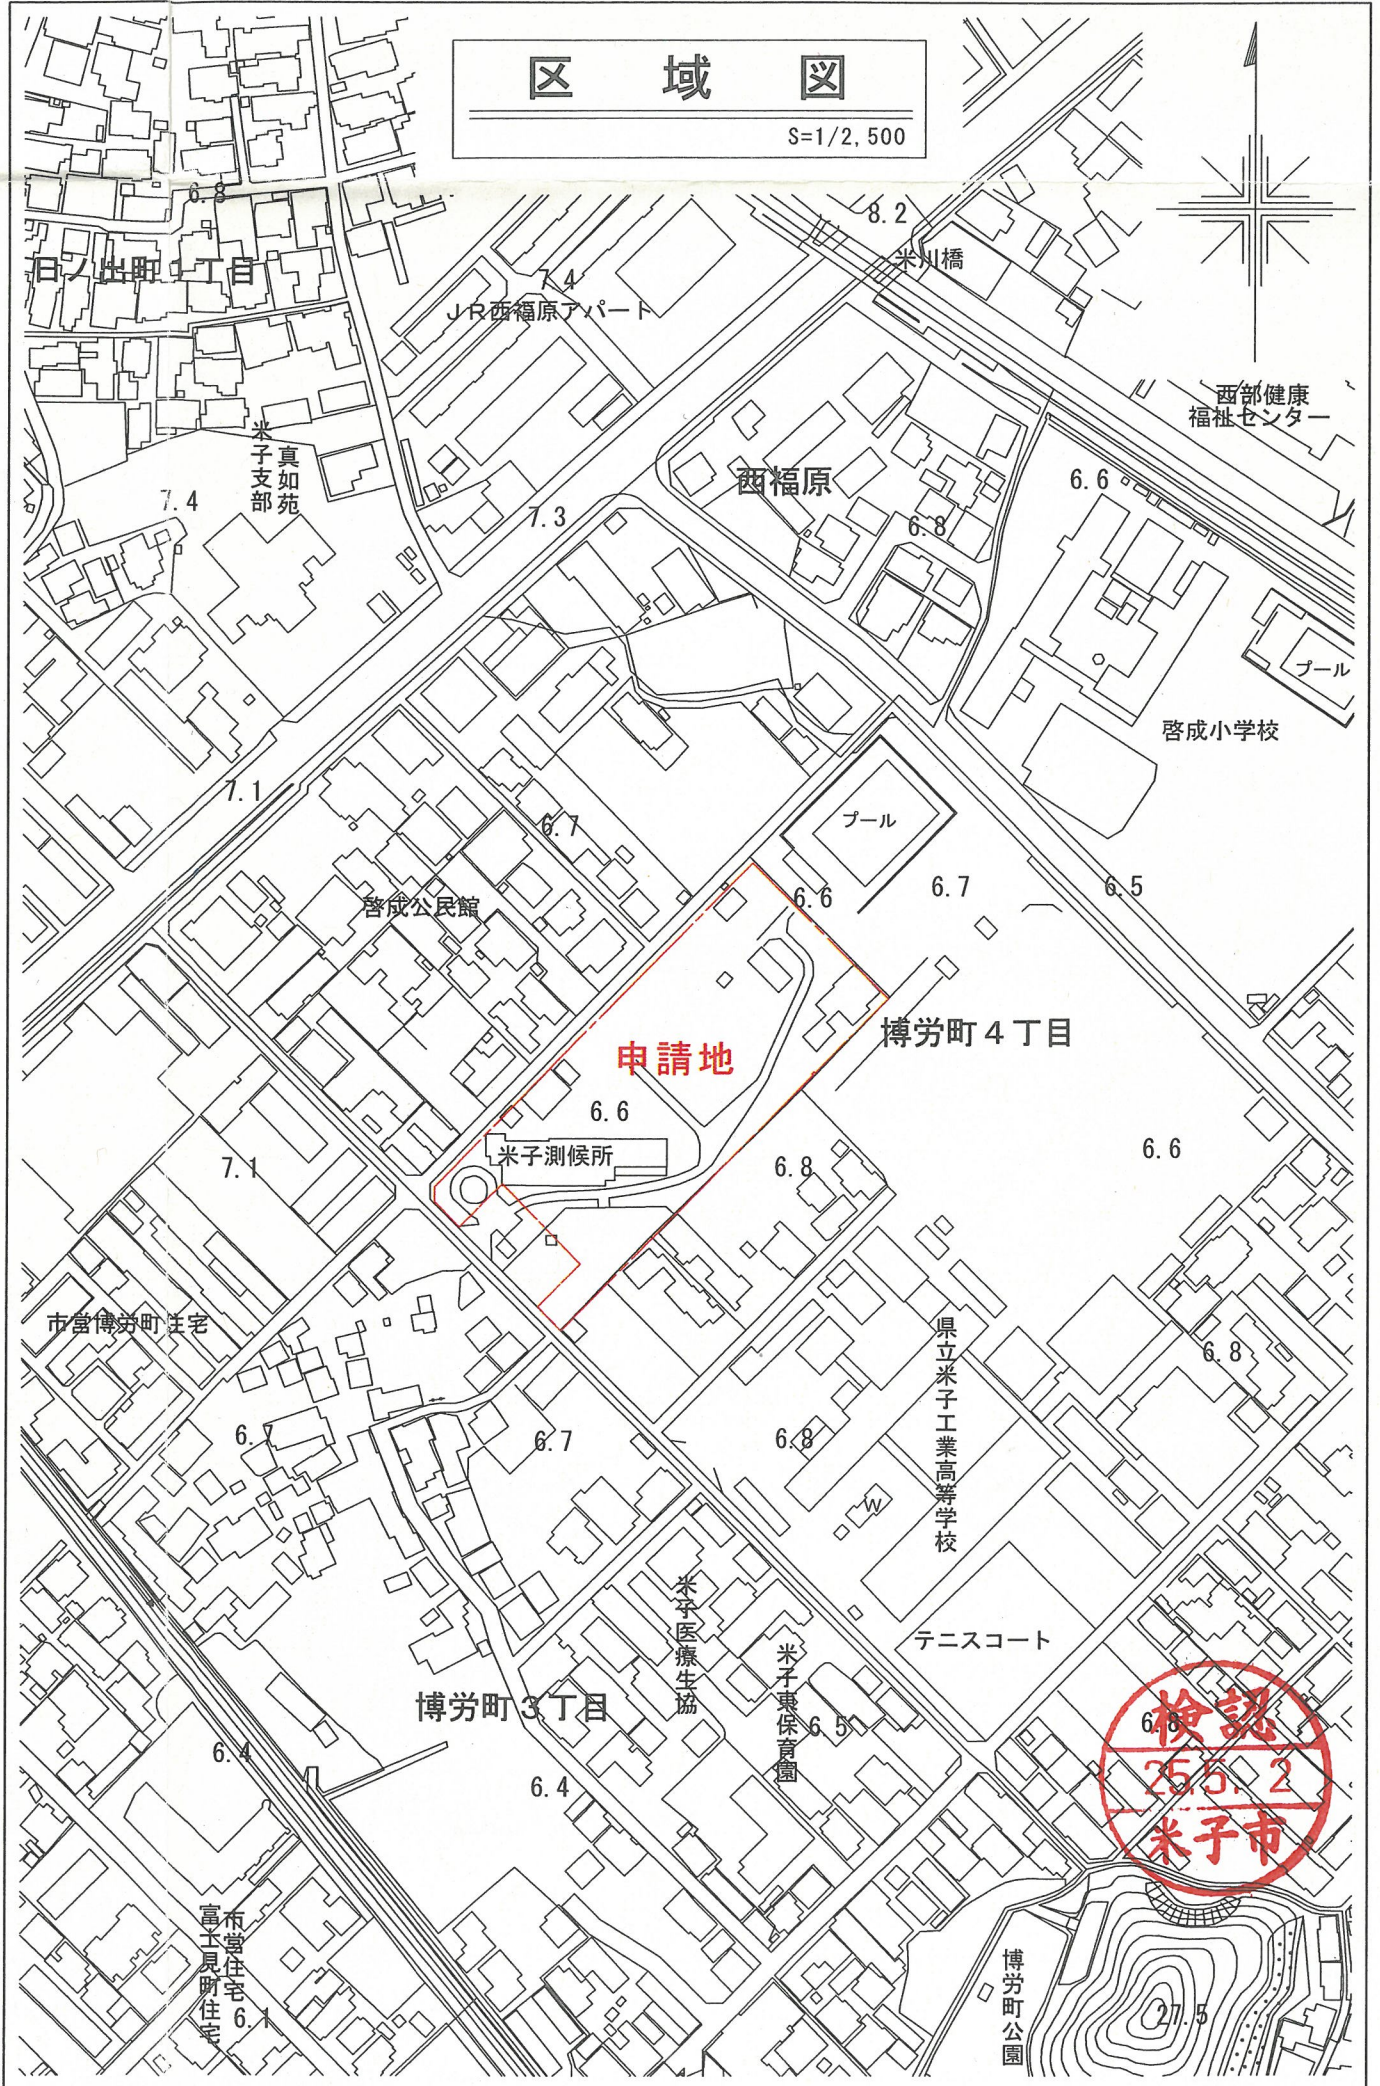 区域図
S=1/2,500
6.8
8.2
米川橋
日ノ出町1丁目
7.4
JR西福原アパート
西部健康
福祉センター
米子支部
真如苑
7.4
西福原
6.6
7.3
6.8
プール
啓成小学校
7.1
6.7
プール
啓成公民館
6.6
6.7
6.5
博労町4丁目
申請地
6.6
米子測候所
6.8
6.6
7.1
市営博労町住宅
県立米子工業高等学校
6.8
6.7
6.7
6.8
W
米子医療生協
テニスコート
米子東保育園
博労町3丁目
6.5
6.8
検認
25.5.2
米子市
6.4
6.4
富士見町住宅
市営住宅
6.1
博労町公園
27.5